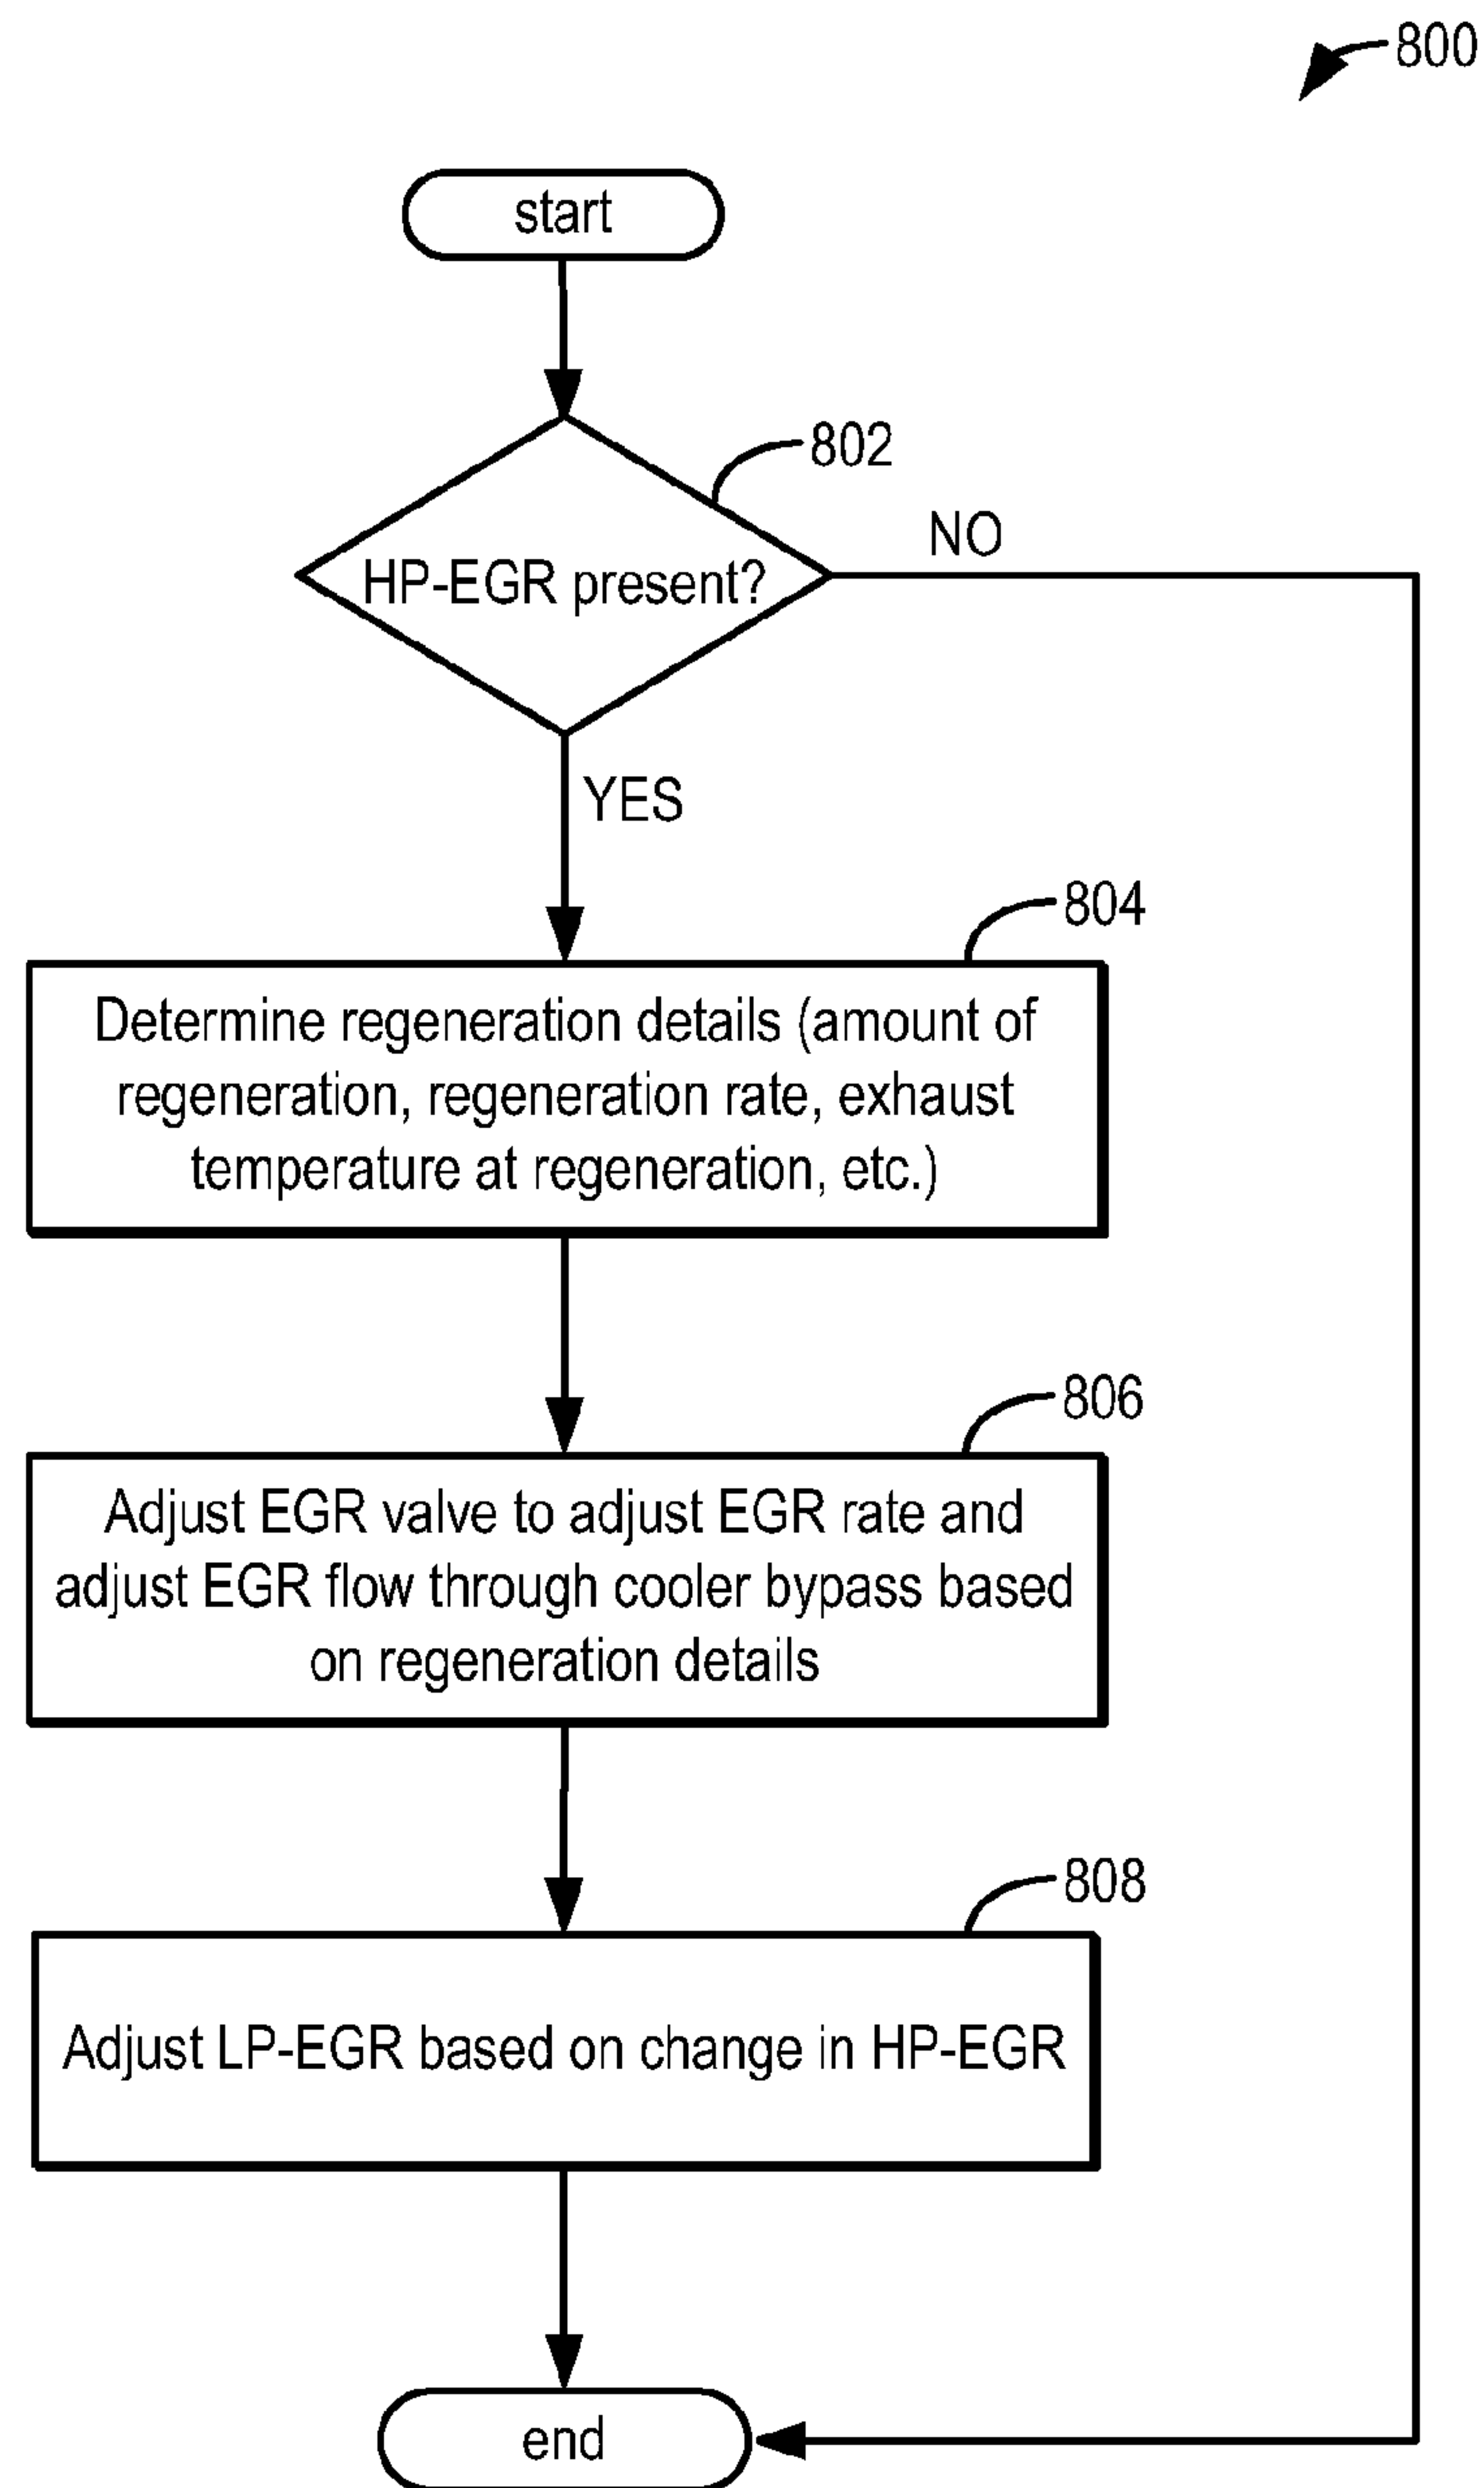 800
start
802
HP-EGR present?
NO
YES
804
Determine regeneration details (amount of
regeneration, regeneration rate, exhaust
temperature at regeneration, etc.)
806
Adjust EGR valve to adjust EGR rate and
adjust EGR flow through cooler bypass based
on regeneration details
808
Adjust LP-EGR based on change in HP-EGR
end